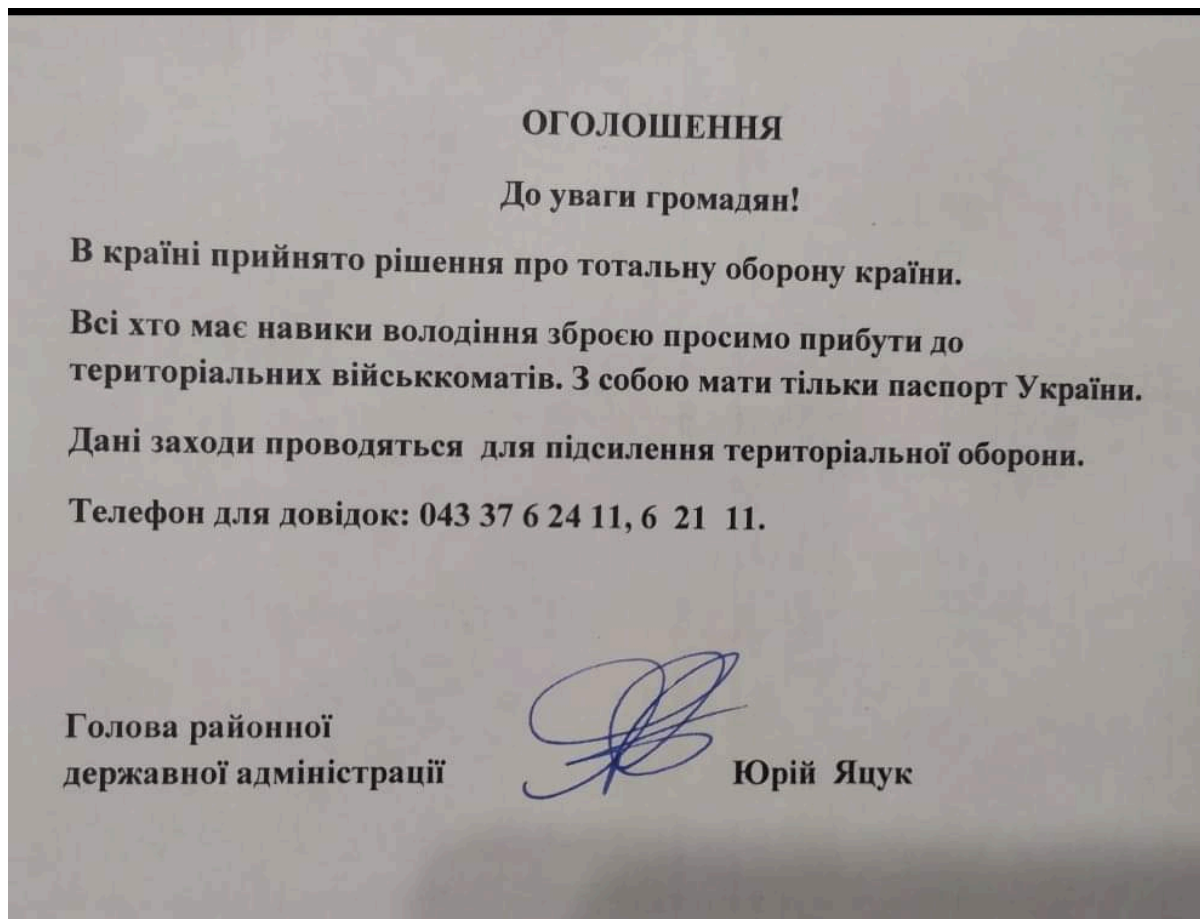 ОГОЛОШЕННЯ
До уваги громадян!
В країні прийнято рішення про тотальну оборону країни.
Всі хто має навики володіння зброєю просимо прибути до
територіальних військкоматів. З собою мати тільки паспорт України.
Дані заходи проводяться для підсилення територіальної оборони.
Телефон для довідок: 043 37 6 24 11, 6 21 11.
Голова районної
державної адміністрації Юрій Яцук